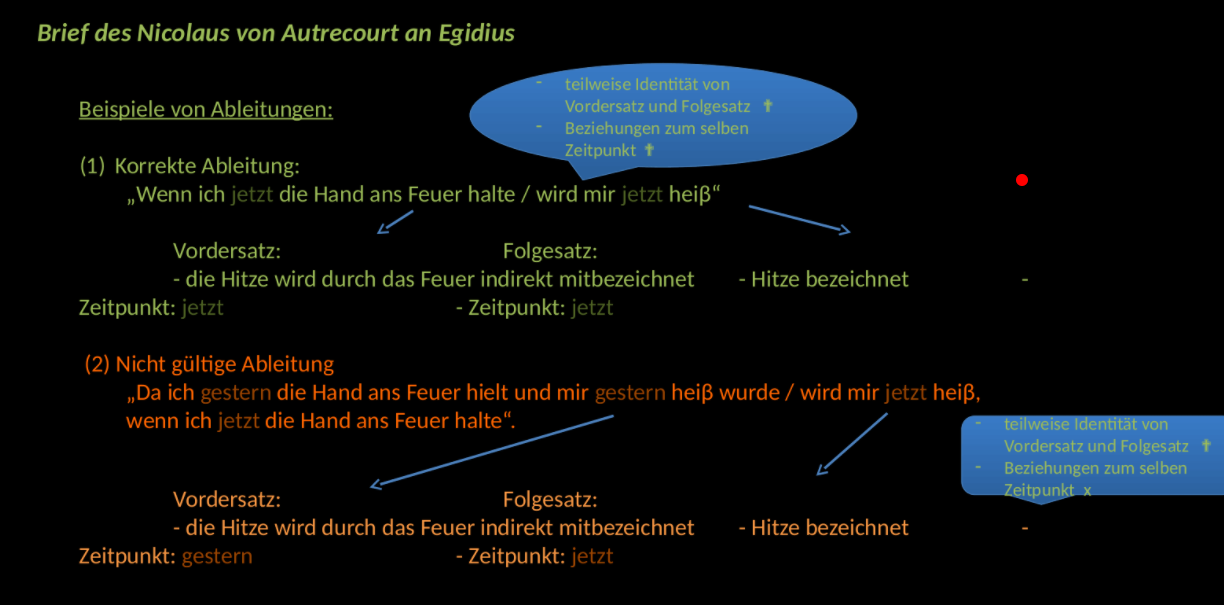 Brief des Nicolaus von Autrecourt an Egidius
- teilweise Identität von
Vordersatz und Folgesatz ✝
- Beziehungen zum selben
Zeitpunkt ✝
Beispiele von Ableitungen:
(1) Korrekte Ableitung:
„Wenn ich jetzt die Hand ans Feuer halte / wird mir jetzt heiβ“
Vordersatz: Folgesatz:
- die Hitze wird durch das Feuer indirekt mitbezeichnet - Hitze bezeichnet -
Zeitpunkt: jetzt - Zeitpunkt: jetzt
(2) Nicht gültige Ableitung
„Da ich gestern die Hand ans Feuer hielt und mir gestern heiβ wurde / wird mir jetzt heiβ,
wenn ich jetzt die Hand ans Feuer halte“.
- teilweise Identität von
Vordersatz und Folgesatz ✝
- Beziehungen zum selben
Zeitpunkt x
Vordersatz: Folgesatz:
- die Hitze wird durch das Feuer indirekt mitbezeichnet - Hitze bezeichnet -
Zeitpunkt: gestern - Zeitpunkt: jetzt